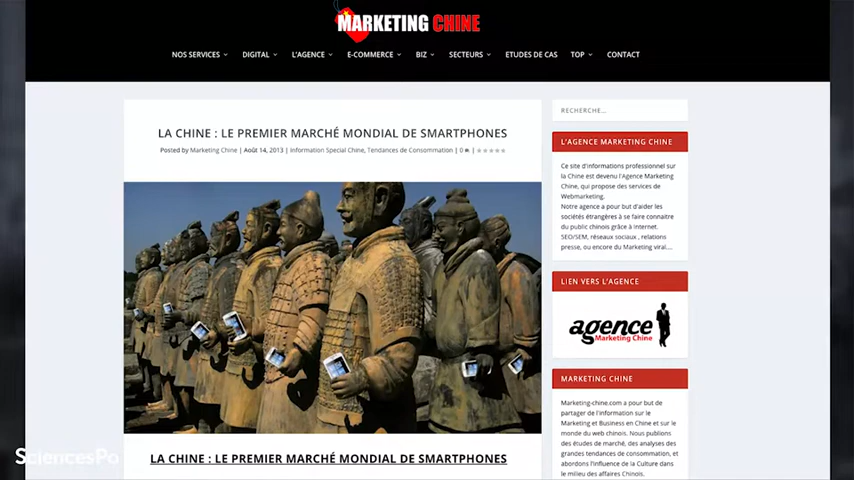 MARKETING CHINE
NOS SERVICES DIGITAL L'AGENCE E-COMMERCE BIZ SECTEURS ETUDES DE CAS TOP CONTACT
LA CHINE : LE PREMIER MARCHÉ MONDIAL DE SMARTPHONES
Posted by Marketing Chine | Août 14, 2013 | Information Special Chine, Tendances de Consommation | 0
LA CHINE : LE PREMIER MARCHÉ MONDIAL DE SMARTPHONES
RECHERCHE...
L'AGENCE MARKETING CHINE
Ce site d'informations professionnel sur
la Chine est devenu l'Agence Marketing
Chine, qui propose des services de
Webmarketing.
Notre agence a pour but d'aider les
sociétés étrangères à se faire connaitre
du public chinois grâce à Internet.
SEO/SEM, réseaux sociaux , relations
presse, ou encore du Marketing viral....
LIEN VERS L'AGENCE
agence
Marketing Chine
MARKETING CHINE
Marketing-chine.com a pour but de
partager de l'information sur le
Marketing et Business en Chine et sur le
monde du web chinois. Nous publions
des études de marché, des analyses des
grandes tendances de consommation, et
abordons l'influence de la Culture dans
le milieu des affaires Chinois.
SciencesPo